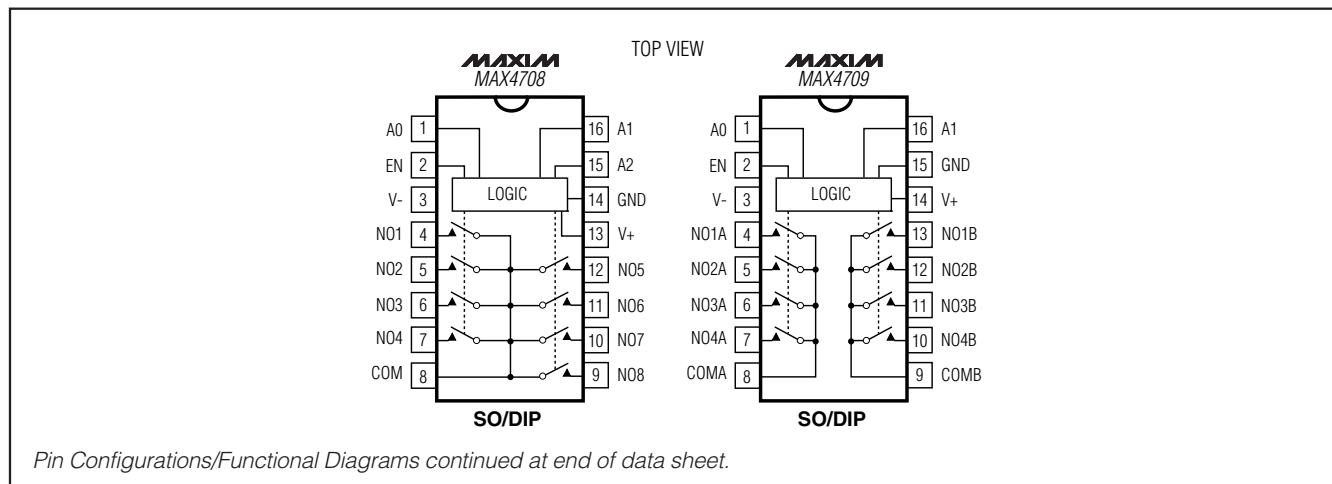 TOP VIEW
MAXIM
MAX4708
A0 1 16 A1
EN 2 15 A2
V- 3 LOGIC 14 GND
NO1 4 13 V+
NO2 5 12 NO5
NO3 6 11 NO6
NO4 7 10 NO7
COM 8 9 NO8
SO/DIP
MAXIM
MAX4709
A0 1 16 A1
EN 2 15 GND
V- 3 LOGIC 14 V+
NO1A 4 13 NO1B
NO2A 5 12 NO2B
NO3A 6 11 NO3B
NO4A 7 10 NO4B
COMA 8 9 COMB
SO/DIP
Pin Configurations/Functional Diagrams continued at end of data sheet.